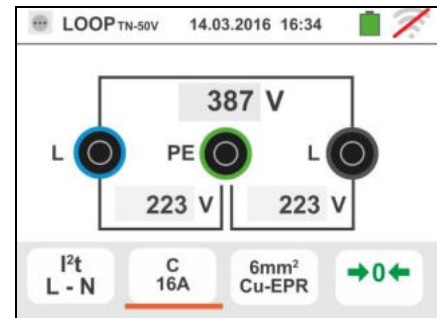 LOOP TN-50V 14.03.2016 16:34
387 V
L PE L
223 V 223 V
I²t C 6mm² →0←
L - N 16A Cu-EPR